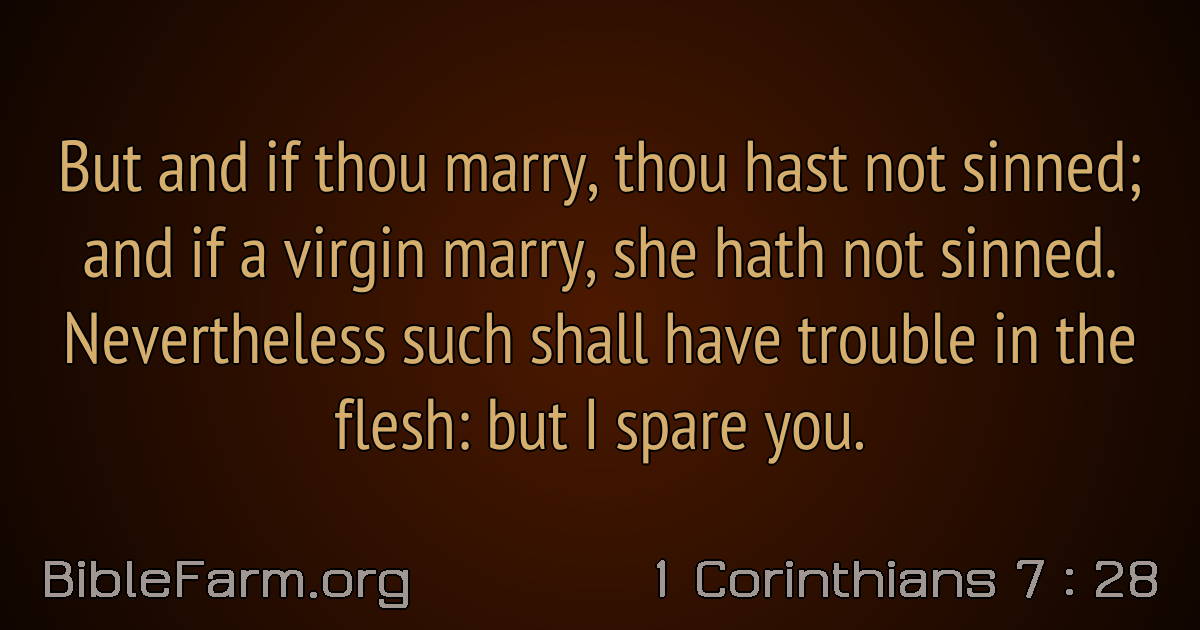 But and if thou marry, thou hast not sinned;
and if a virgin marry, she hath not sinned.
Nevertheless such shall have trouble in the
flesh: but I spare you.
BibleFarm.org
1 Corinthians 7 : 28